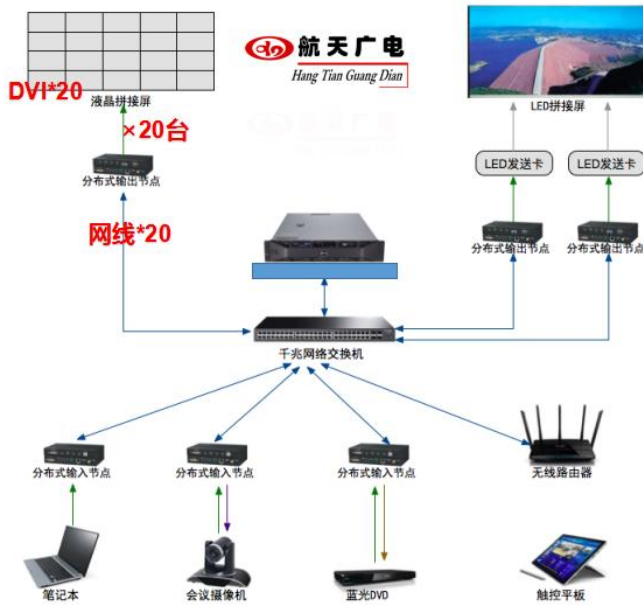 航天广电
Hang Tian Guang Dian
DVI*20
液晶拼接屏
LED拼接屏
×20台
LED发送卡
LED发送卡
分布式输出节点
分布式输出节点
分布式输出节点
网线*20
千兆网络交换机
分布式输入节点
分布式输入节点
分布式输入节点
无线路由器
笔记本
会议摄像机
蓝光DVD
触控平板